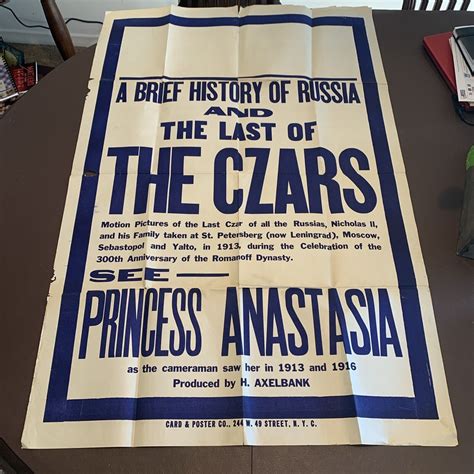 A BRIEF HISTORY OF RUSSIA
AND
THE LAST OF
THE CZARS
Motion Pictures of the Last Czar of all the Russias, Nicholas II,
and his Family taken at St. Petersberg (now Leningrad), Moscow,
Sebastopol and Yalto, in 1913, during the Celebration of the
300th Anniversary of the Romanoff Dynasty.
SEE —
PRINCESS ANASTASIA
as the cameraman saw her in 1913 and 1916
Produced by H. AXELBANK
CARD & POSTER CO., 244 W. 49 STREET, N. Y. C.